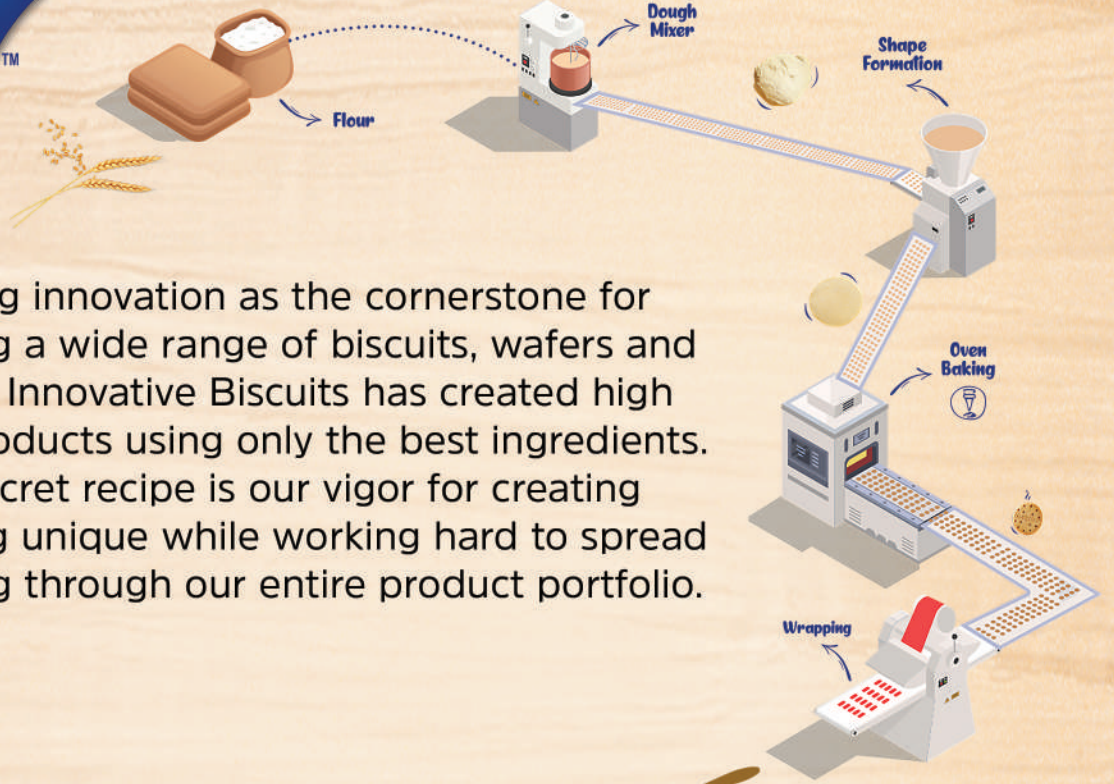 TM
Dough
Mixer
Shape
Formation
Flour
innovation as the cornerstone for
a wide range of biscuits, wafers and
Innovative Biscuits has created high
using only the best ingredients.
recipe is our vigor for creating
unique while working hard to spread
through our entire product portfolio.
Oven
Baking
Wrapping